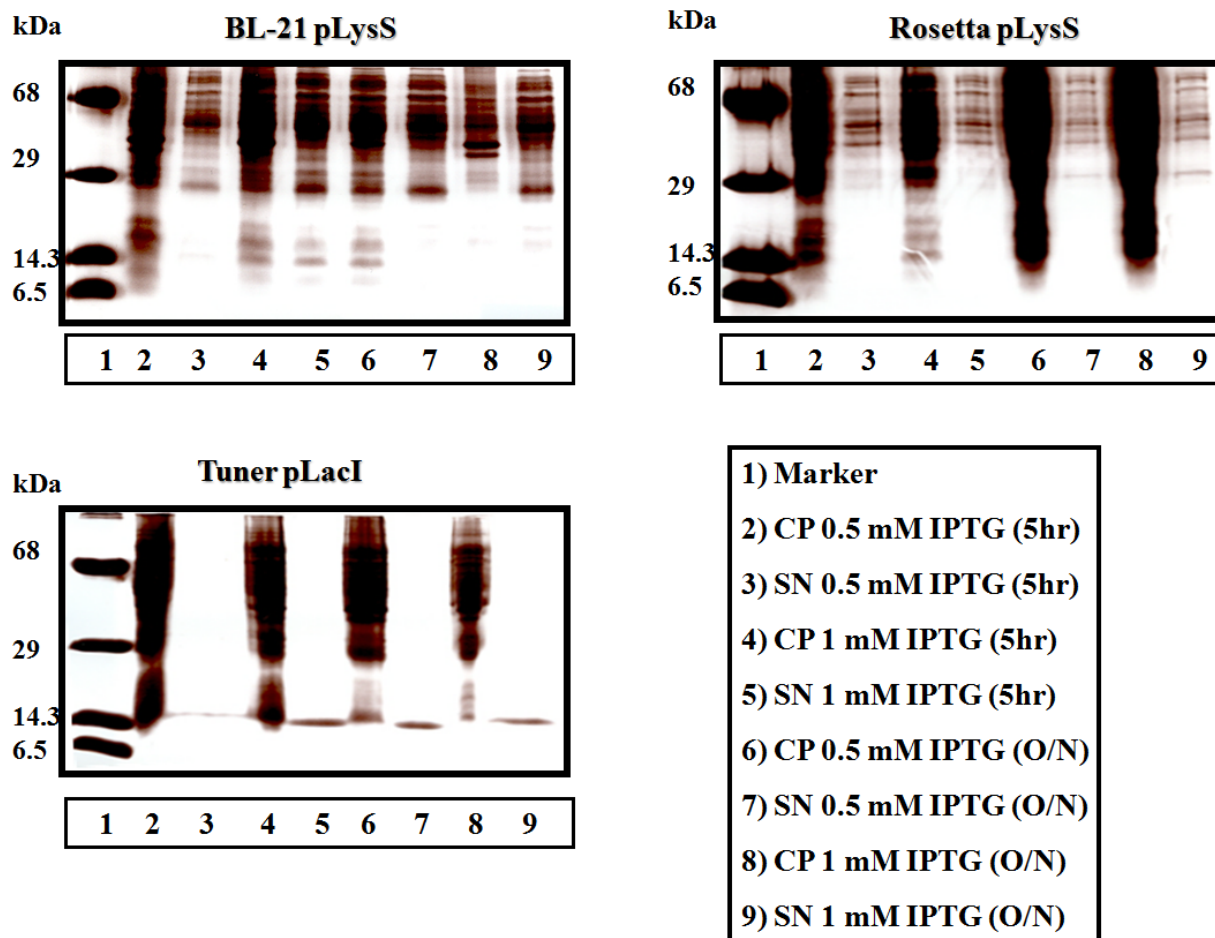 kDa
BL-21 pLysS
68
29
14.3
6.5
1 2 3 4 5 6 7 8 9
Rosetta pLysS
68
29
14.3
6.5
1 2 3 4 5 6 7 8 9
kDa
Tuner pLacI
68
29
14.3
6.5
1 2 3 4 5 6 7 8 9
1) Marker
2) CP 0.5 mM IPTG (5hr)
3) SN 0.5 mM IPTG (5hr)
4) CP 1 mM IPTG (5hr)
5) SN 1 mM IPTG (5hr)
6) CP 0.5 mM IPTG (O/N)
7) SN 0.5 mM IPTG (O/N)
8) CP 1 mM IPTG (O/N)
9) SN 1 mM IPTG (O/N)